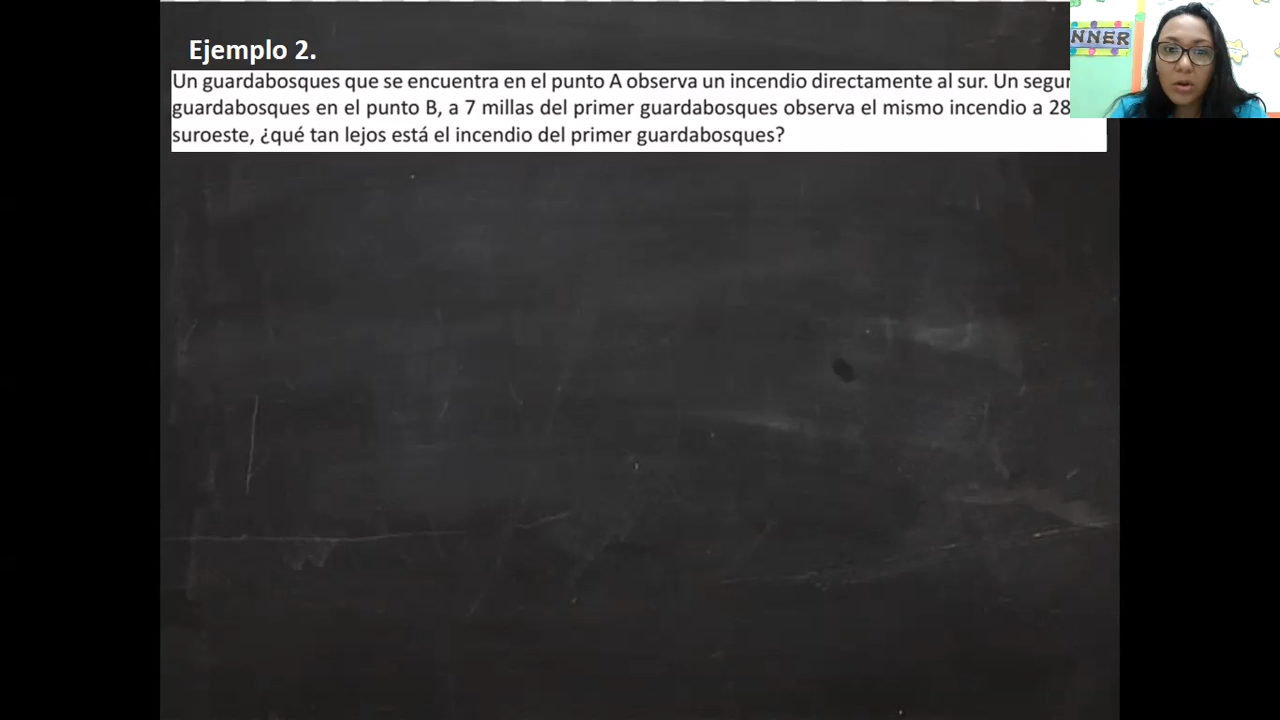 Ejemplo 2.
NNER
Un guardabosques que se encuentra en el punto A observa un incendio directamente al sur. Un
guardabosques en el punto B, a 7 millas del primer guardabosques observa el mismo incendio a 28
suroeste, ¿qué tan lejos está el incendio del primer guardabosques?